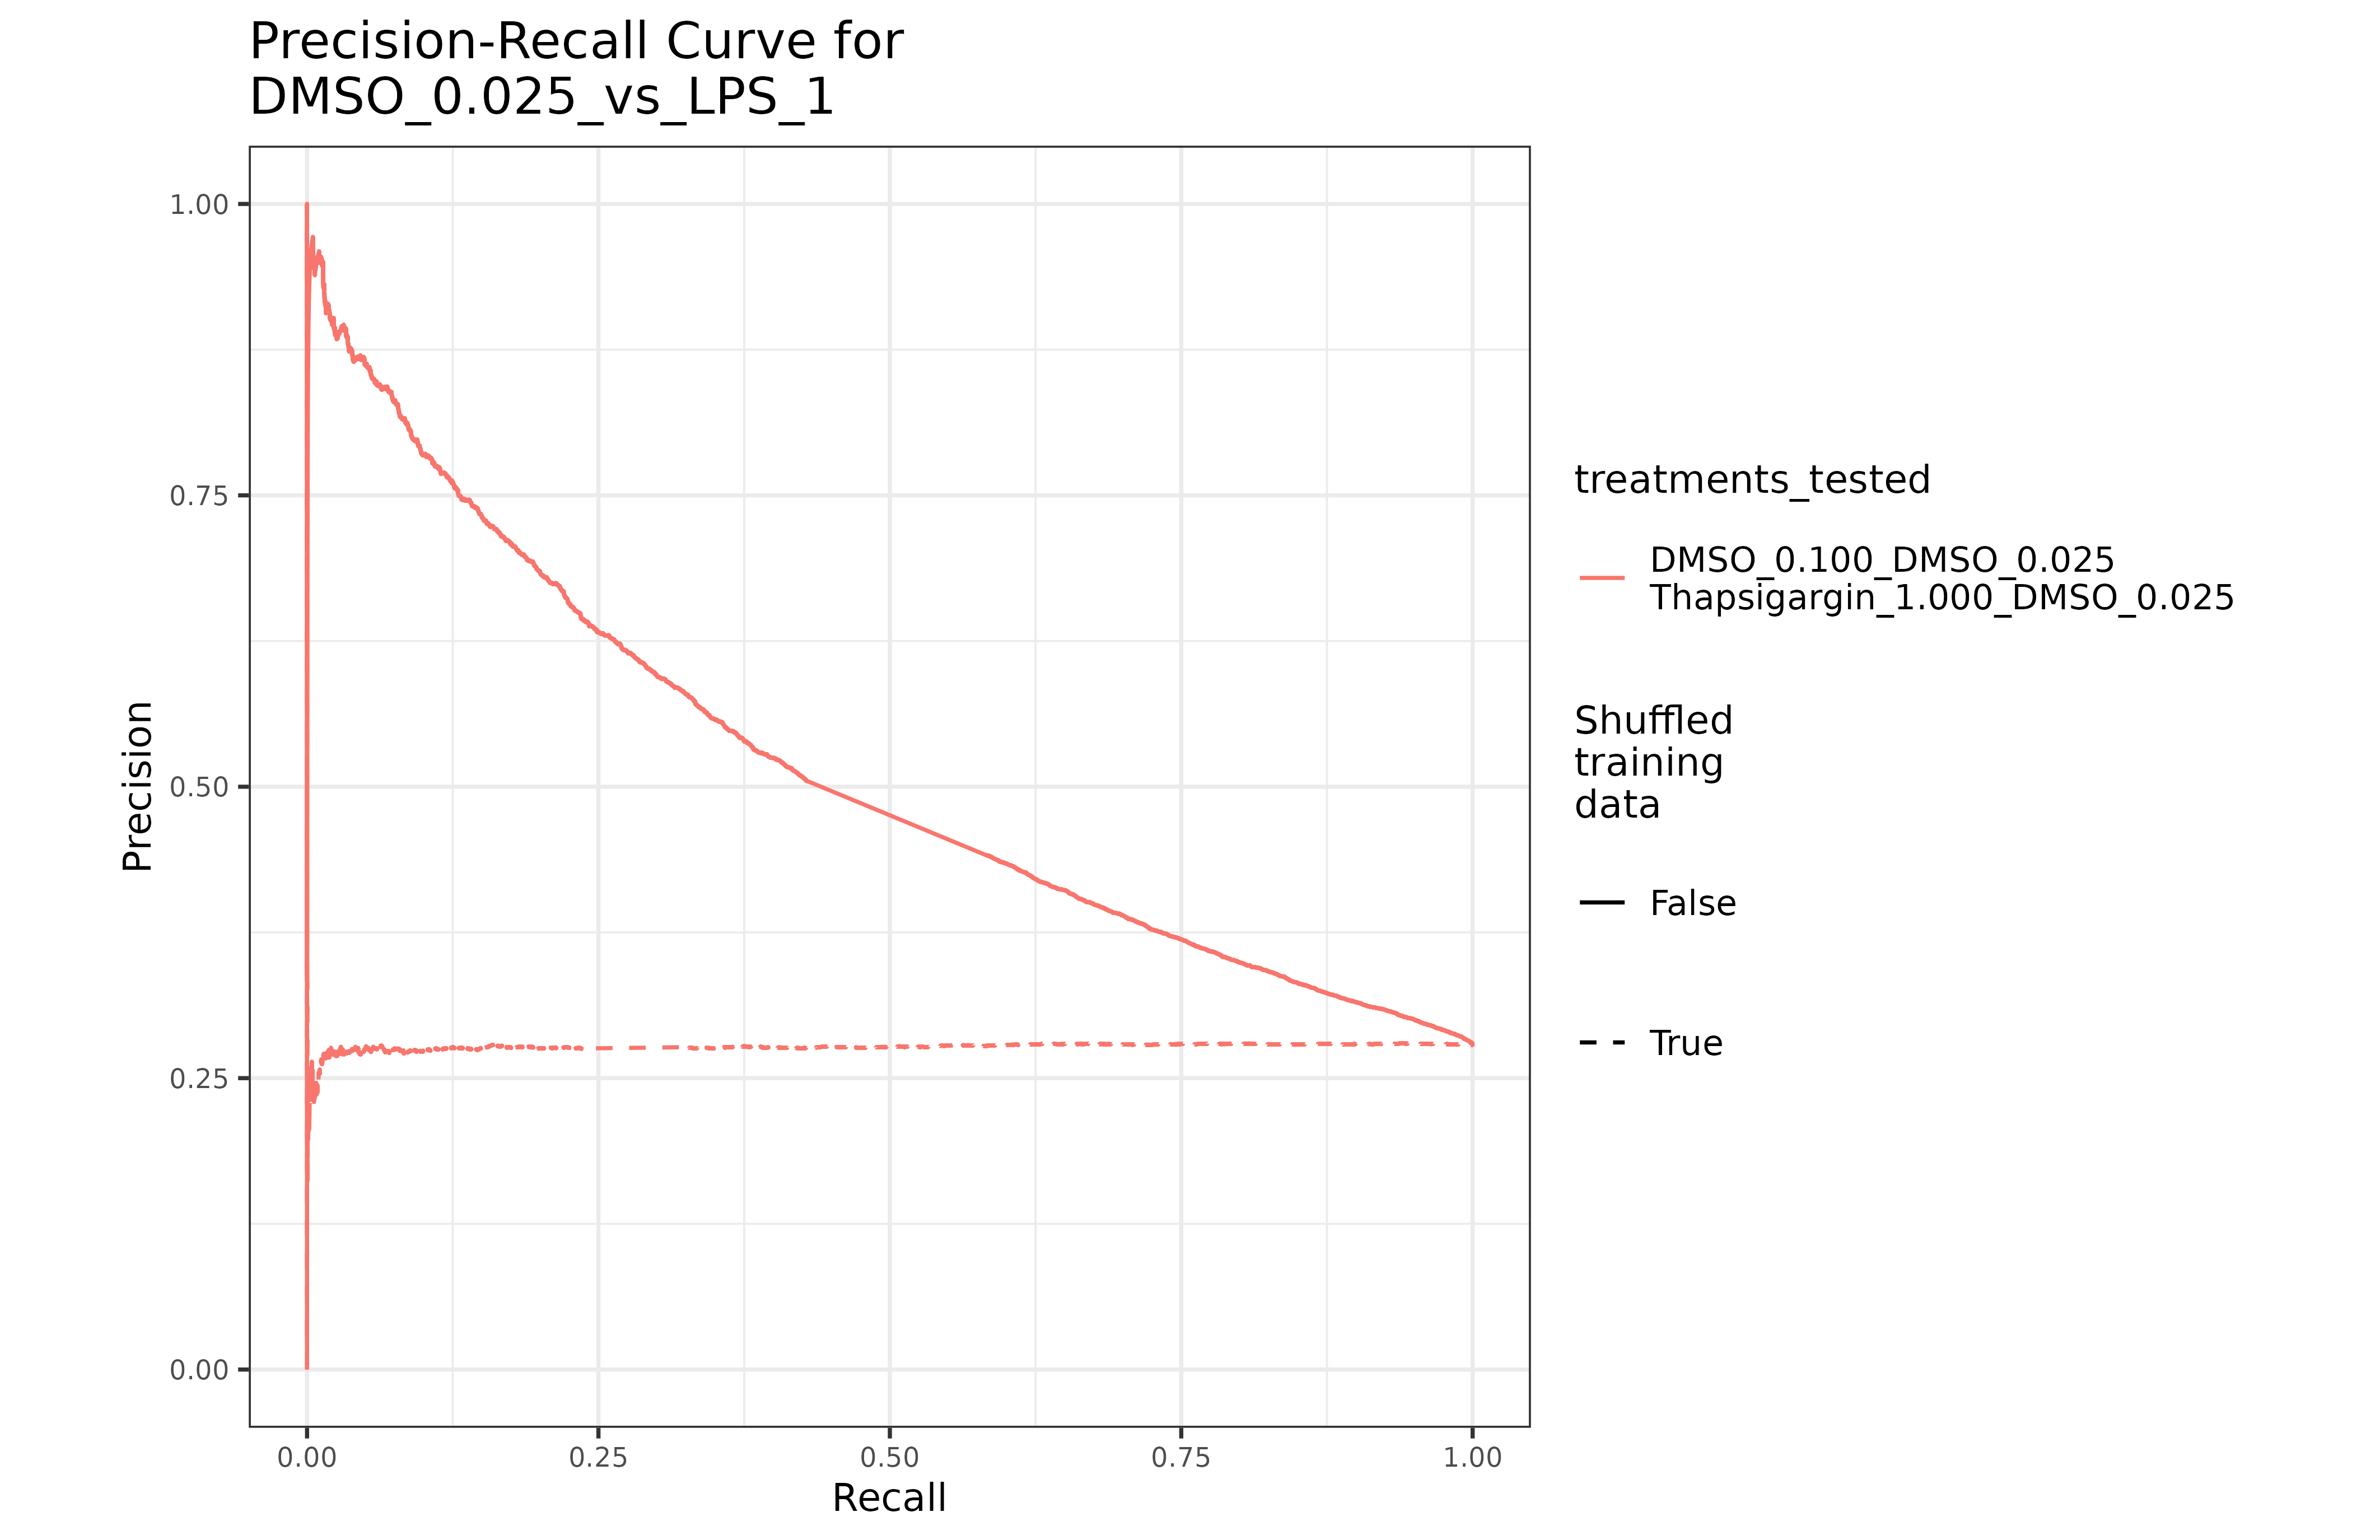 Precision-Recall Curve for
DMSO_0.025_vs_LPS_1
1.00
0.75
0.50
0.25
0.00
Precision
0.00
0.25
0.50
0.75
1.00
Recall
treatments_tested
DMSO_0.100_DMSO_0.025
Thapsigargin_1.000_DMSO_0.025
Shuffled
training
data
False
True